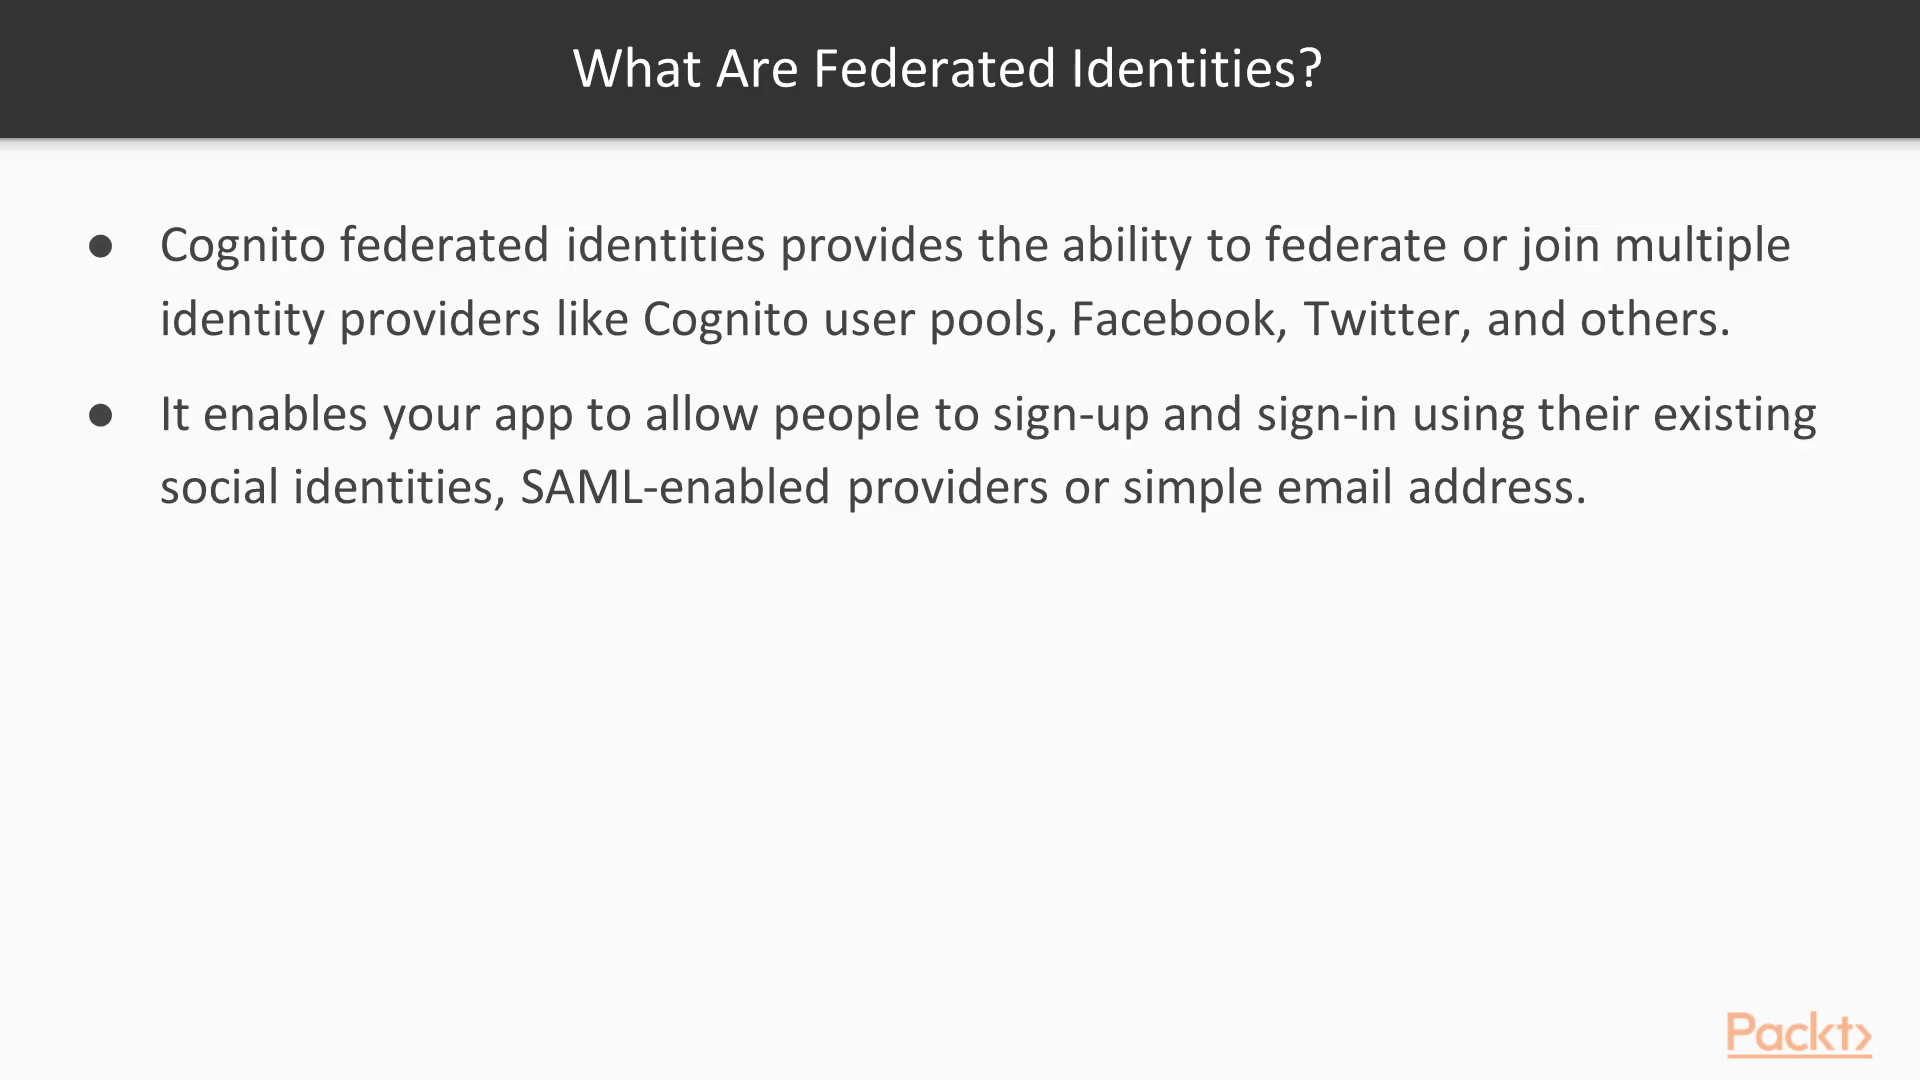 What Are Federated Identities?
● Cognito federated identities provides the ability to federate or join multiple
identity providers like Cognito user pools, Facebook, Twitter, and others.
● It enables your app to allow people to sign-up and sign-in using their existing
social identities, SAML-enabled providers or simple email address.
Packt>